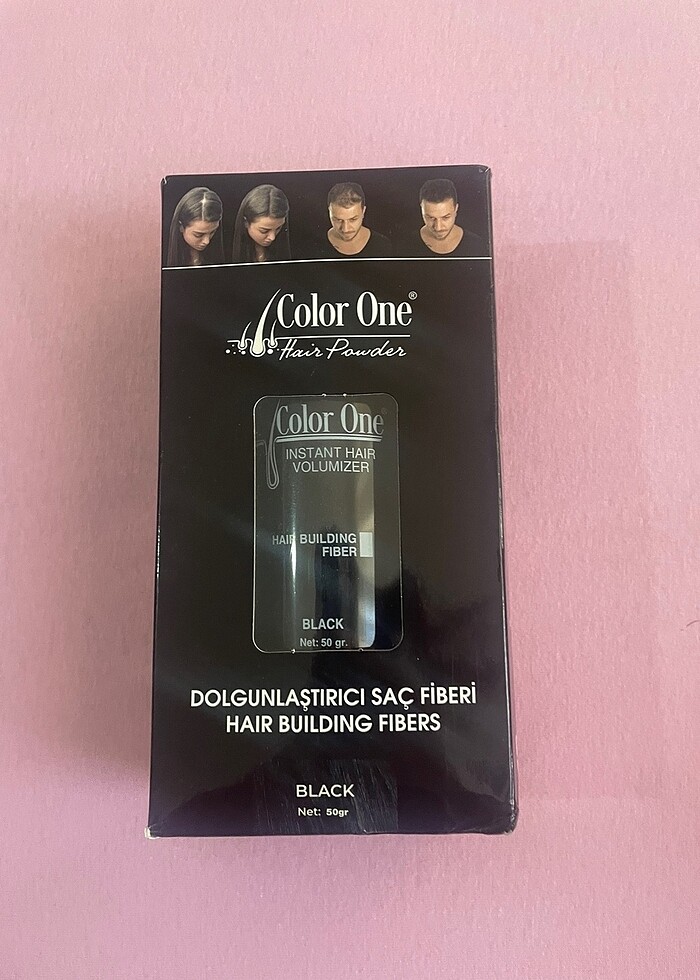 Color One®
Hair Powder
Color One®
INSTANT HAIR
VOLUMIZER
HAIR BUILDING
FIBER
BLACK
Net: 50 gr.
DOLGUNLAŞTIRICI SAÇ FİBERİ
HAIR BUILDING FIBERS
BLACK
Net: 50gr